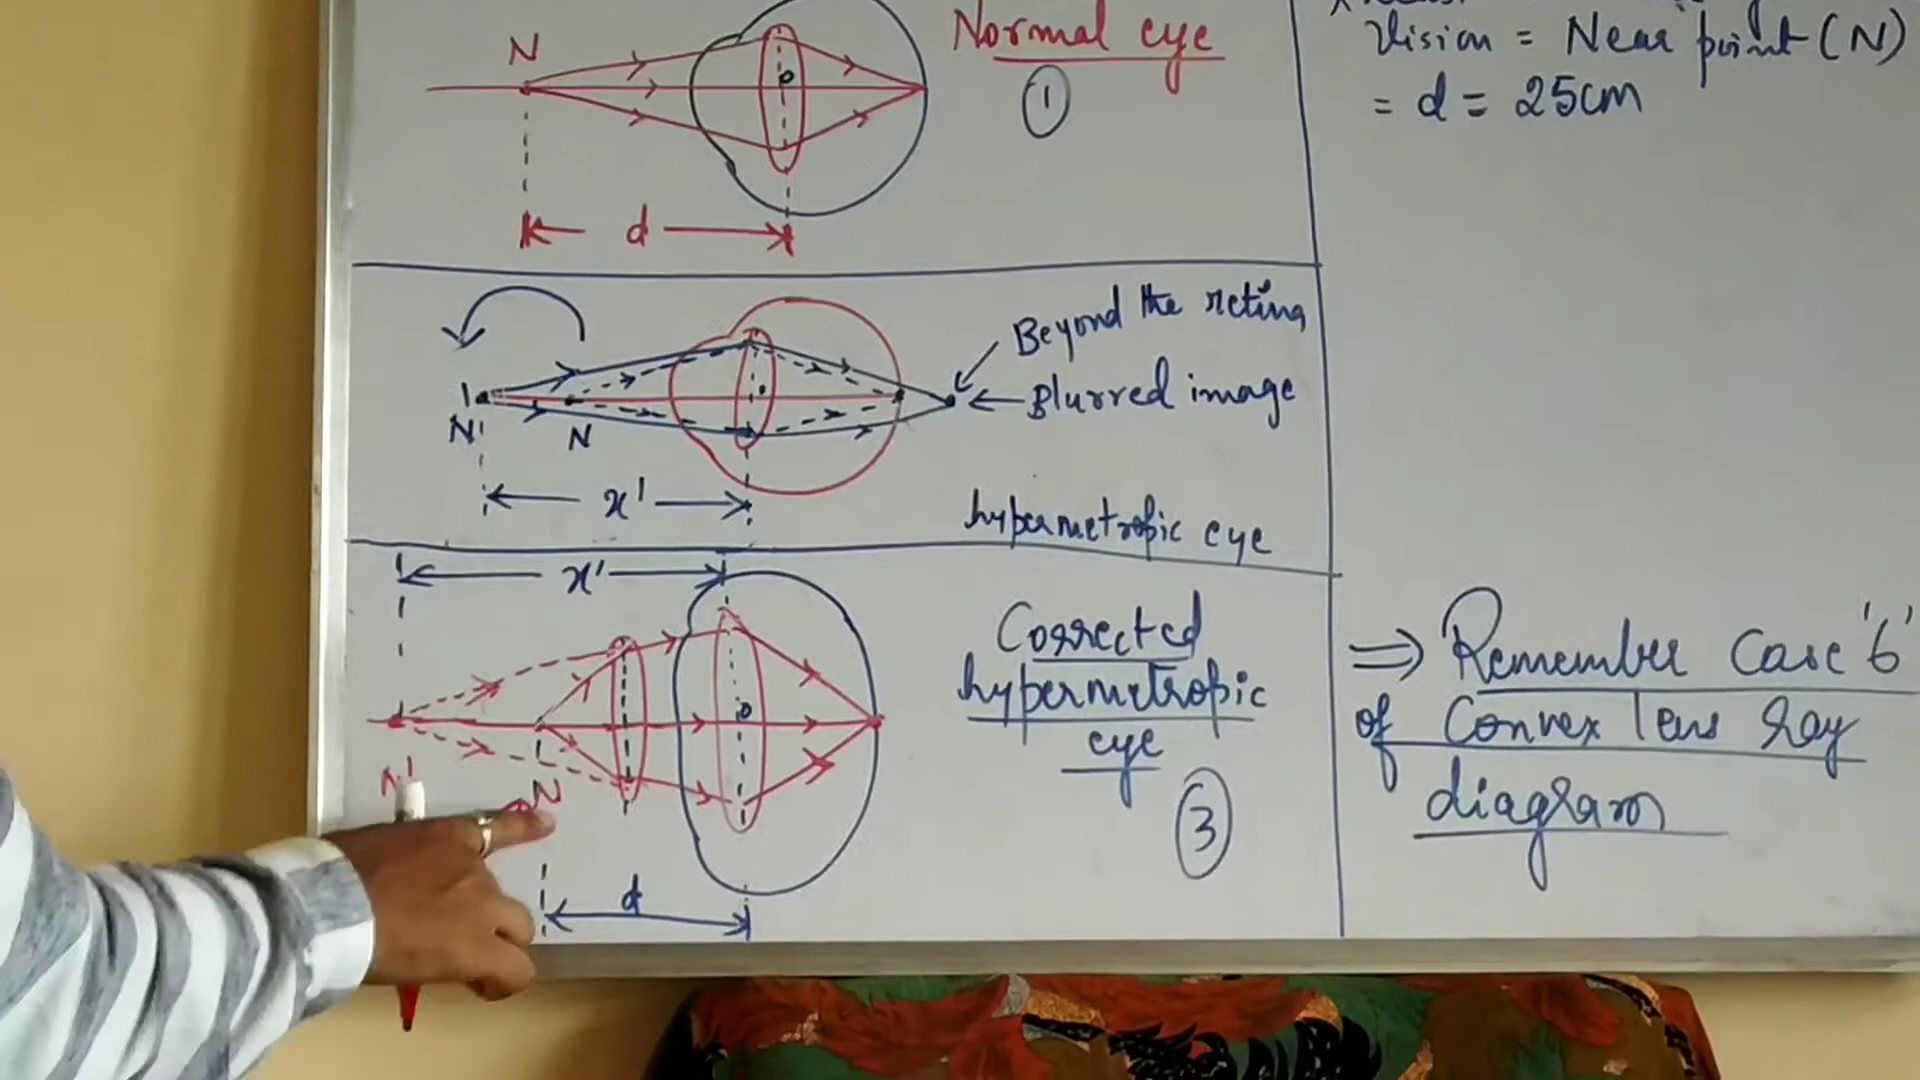 N
Normal eye
1
d
Vision = Near point (N)
= d = 25cm
Beyond the retina
Blurred image
N'
N
x'
hypermetropic eye
x'
Corrected
hypermetropic
eye
3
N'
N
d
⇒ Remember Case '6'
of Convex lens Ray
diagram